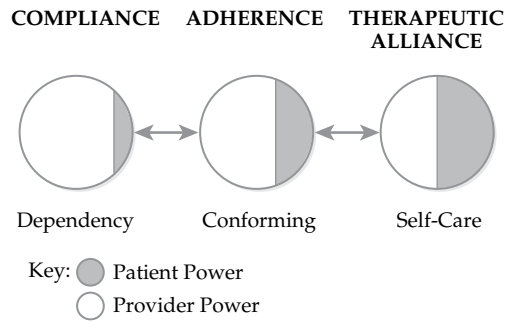 COMPLIANCE ADHERENCE THERAPEUTIC
ALLIANCE
Dependency Conforming Self-Care
Key: Patient Power
Provider Power